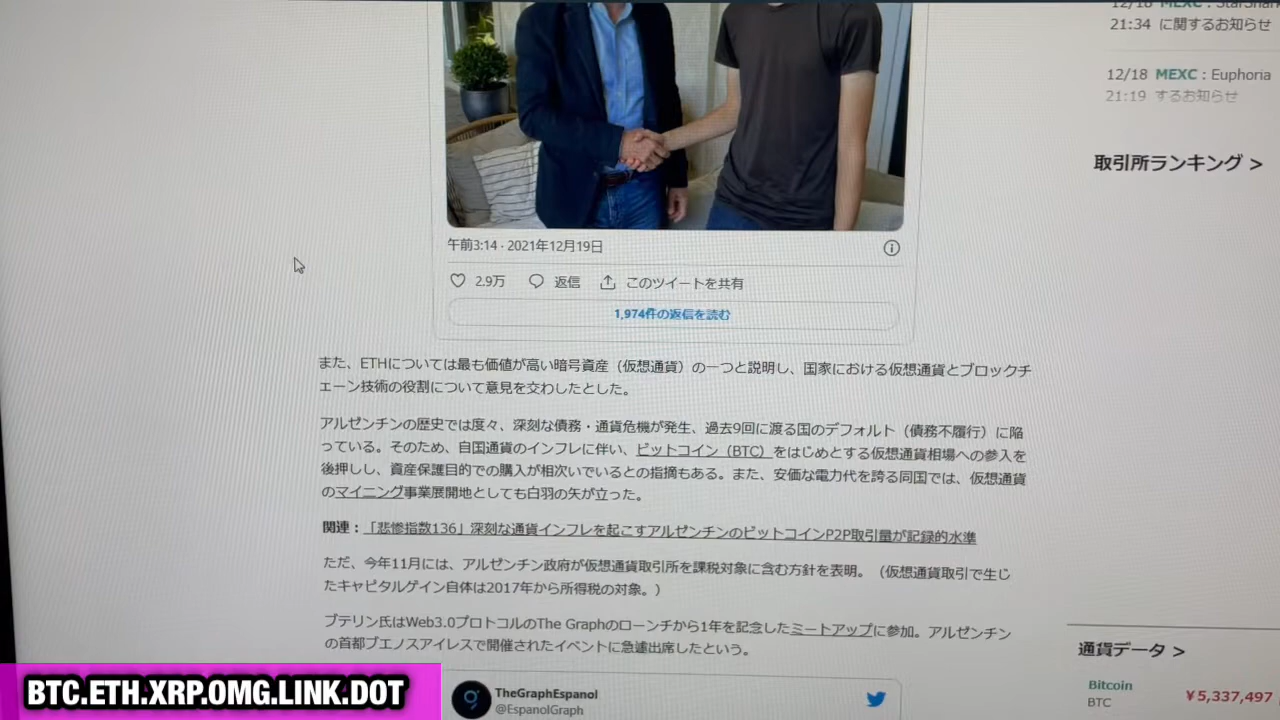 21:34 に関するお知らせ
12/18 MEXC : Euphoria
21:19 するお知らせ
取引所ランキング >
午前3:14 · 2021年12月19日
2.9万 返信 このツイートを共有
1,974件の返信を読む
また、ETHについては最も価値が高い暗号資産（仮想通貨）の一つと説明し、国家における仮想通貨とブロックチ
ェーン技術の役割について意見を交わしたとした。
アルゼンチンの歴史では度々、深刻な債務・通貨危機が発生、過去9回に渡る国のデフォルト（債務不履行）に陥
っている。そのため、自国通貨のインフレに伴い、ビットコイン（BTC）をはじめとする仮想通貨相場への参入を
後押しし、資産保護目的での購入が相次いでいるとの指摘もある。また、安価な電力代を誇る同国では、仮想通貨
のマイニング事業展開地としても白羽の矢が立った。
関連：「悲惨指数136」深刻な通貨インフレを起こすアルゼンチンのビットコインP2P取引量が記録的水準
ただ、今年11月には、アルゼンチン政府が仮想通貨取引所を課税対象に含む方針を表明。（仮想通貨取引で生じ
たキャピタルゲイン自体は2017年から所得税の対象。）
ブテリン氏はWeb3.0プロトコルのThe Graphのローンチから1年を記念したミートアップに参加。アルゼンチン
の首都ブエノスアイレスで開催されたイベントに急遽出席したという。
通貨データ >
Bitcoin
BTC ¥5,337,497
TheGraphEspanol
@EspanolGraph
BTC.ETH.XRP.OMG.LINK.DOT